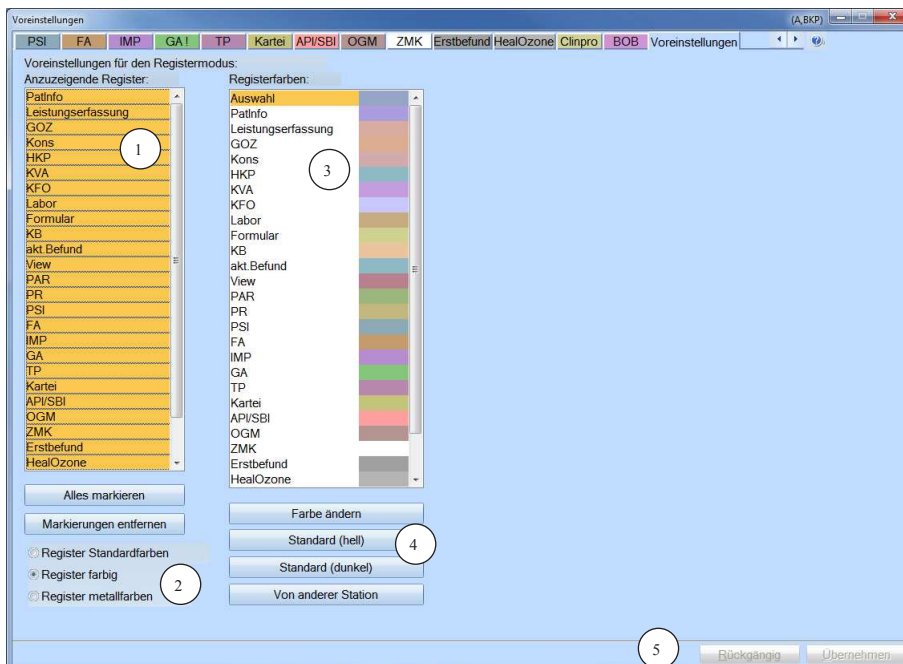 Voreinstellungen (A,BKP)
PSI FA IMP GA! TP Kartei API/SBI OGM ZMK Erstbefund HealOzone Clinpro BOB Voreinstellungen
Voreinstellungen für den Registermodus:
Anzuzeigende Register:
PatInfo
Leistungserfassung
GOZ
Kons
HKP
KVA
KFO
Labor
Formular
KB
akt.Befund
View
PAR
PR
PSI
FA
IMP
GA
TP
Kartei
API/SBI
OGM
ZMK
Erstbefund
HealOzone
1
Alles markieren
Markierungen entfernen
Register Standardfarben
Register farbig
Register metallfarben
2
Registerfarben:
Auswahl
PatInfo
Leistungserfassung
GOZ
Kons
HKP
KVA
KFO
Labor
Formular
KB
akt.Befund
View
PAR
PR
PSI
FA
IMP
GA
TP
Kartei
API/SBI
OGM
ZMK
Erstbefund
HealOzone
3
Farbe ändern
Standard (hell)
Standard (dunkel)
Von anderer Station
4
5
Rückgängig Übernehmen